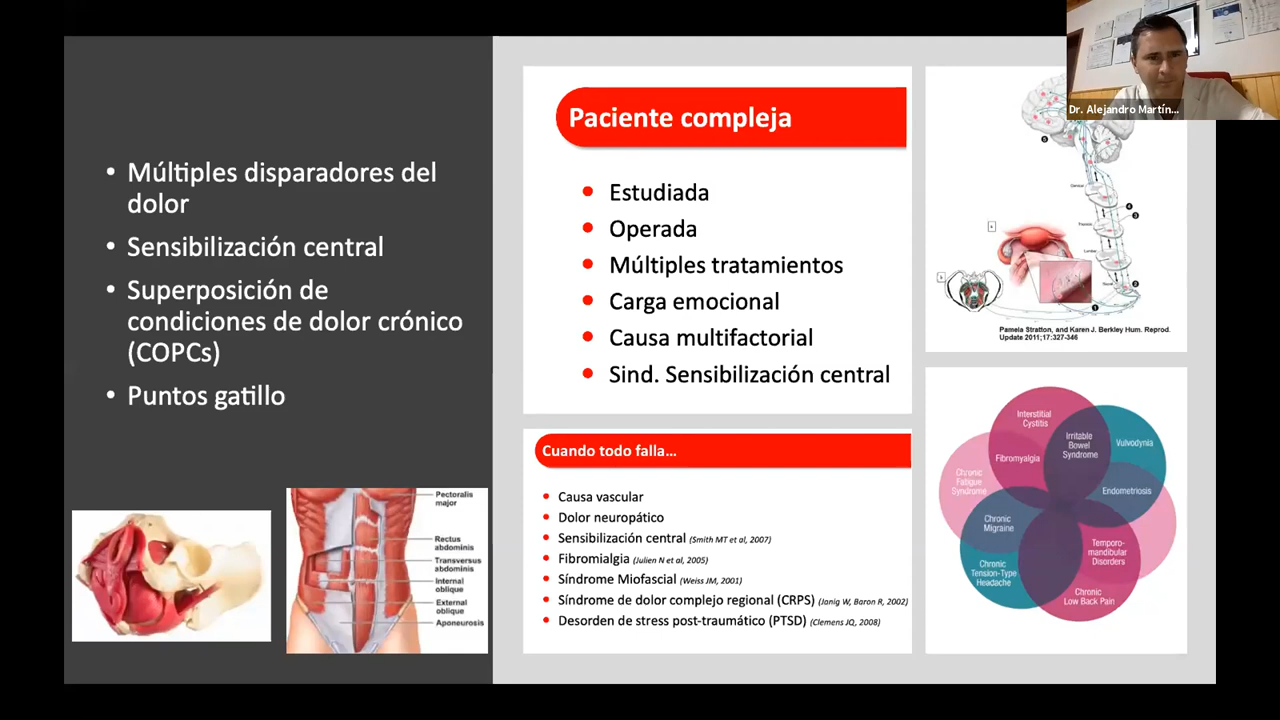 Dr. Alejandro Martín...
• Múltiples disparadores del
dolor
• Sensibilización central
• Superposición de
condiciones de dolor crónico
(COPCs)
• Puntos gatillo
Pectoralis
major
Rectus
abdominis
Transversus
abdominis
Internal
oblique
External
oblique
Aponeurosis
Paciente compleja
• Estudiada
• Operada
• Múltiples tratamientos
• Carga emocional
• Causa multifactorial
• Sind. Sensibilización central
Cuando todo falla...
• Causa vascular
• Dolor neuropático
• Sensibilización central (Smith MT et al, 2007)
• Fibromialgia (Julien N et al, 2005)
• Síndrome Miofascial (Weiss JM, 2001)
• Síndrome de dolor complejo regional (CRPS) (Janig W, Baron R, 2002)
• Desorden de stress post-traumático (PTSD) (Clemens JQ, 2008)
Pamela Stratton, and Karen J. Berkley Hum. Reprod.
Update 2011;17:327-346
Interstitial
Cystitis
Irritable
Bowel
Syndrome
Vulvodynia
Fibromyalgia
Chronic
Fatigue
Syndrome
Endometriosis
Chronic
Migraine
Temporo-
mandibular
Disorders
Chronic
Tension-Type
Headache
Chronic
Low Back Pain